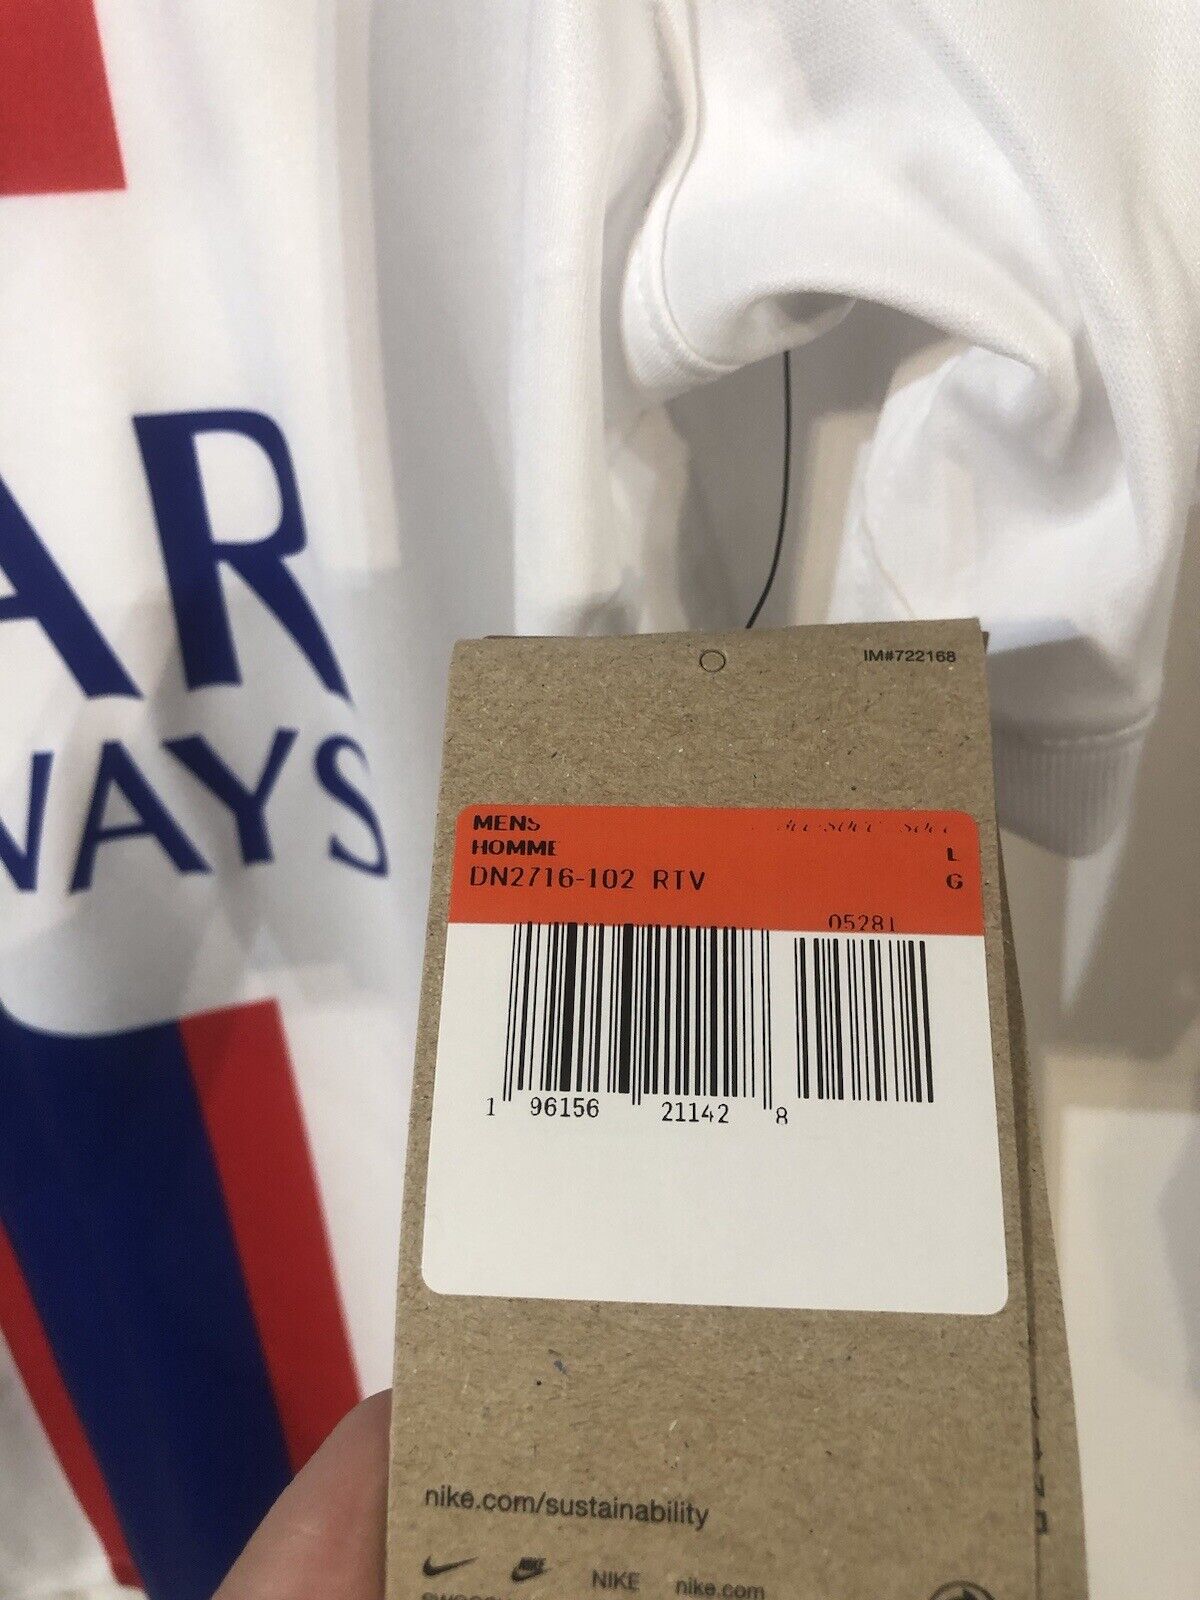 AR
WAYS
IM#722168
MENS
HOMME L
DN2716-102 RTV G
05281
1 96156 21142 8
nike.com/sustainability
NIKE NIKE nike.com